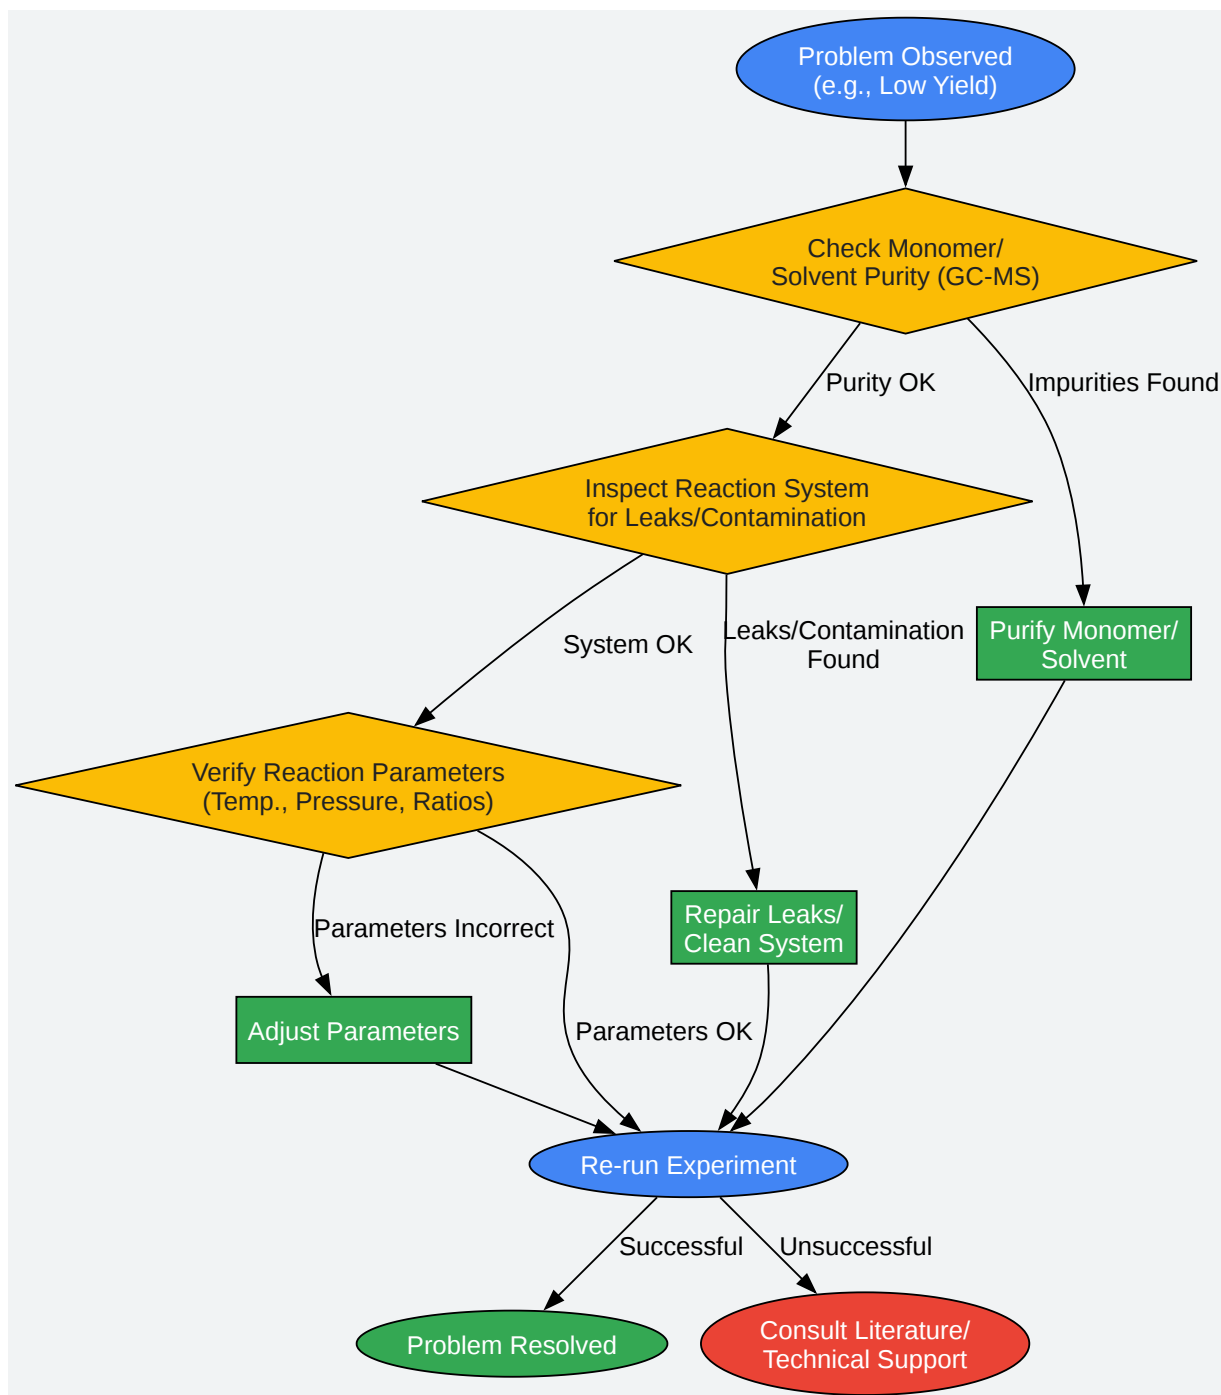 Problem Observed
(e.g., Low Yield)
Check Monomer/
Solvent Purity (GC-MS)
Purity OK
Impurities Found
Inspect Reaction System
for Leaks/Contamination
System OK
Leaks/Contamination
Found
Purify Monomer/
Solvent
Verify Reaction Parameters
(Temp., Pressure, Ratios)
Parameters Incorrect
Repair Leaks/
Clean System
Adjust Parameters
Parameters OK
Re-run Experiment
Successful
Unsuccessful
Problem Resolved
Consult Literature/
Technical Support